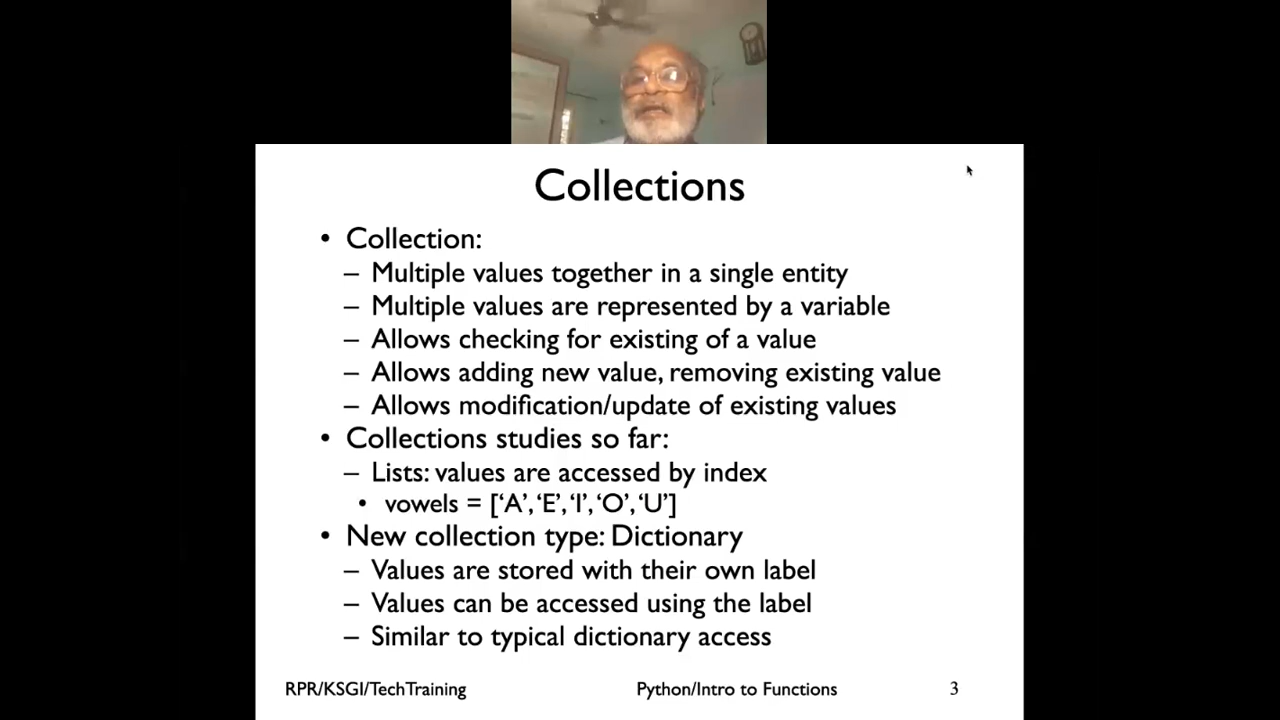 Collections
• Collection:
– Multiple values together in a single entity
– Multiple values are represented by a variable
– Allows checking for existing of a value
– Allows adding new value, removing existing value
– Allows modification/update of existing values
• Collections studies so far:
– Lists: values are accessed by index
• vowels = [‘A’,‘E’,‘I’,‘O’,‘U’]
• New collection type: Dictionary
– Values are stored with their own label
– Values can be accessed using the label
– Similar to typical dictionary access
RPR/KSGI/TechTraining Python/Intro to Functions 3